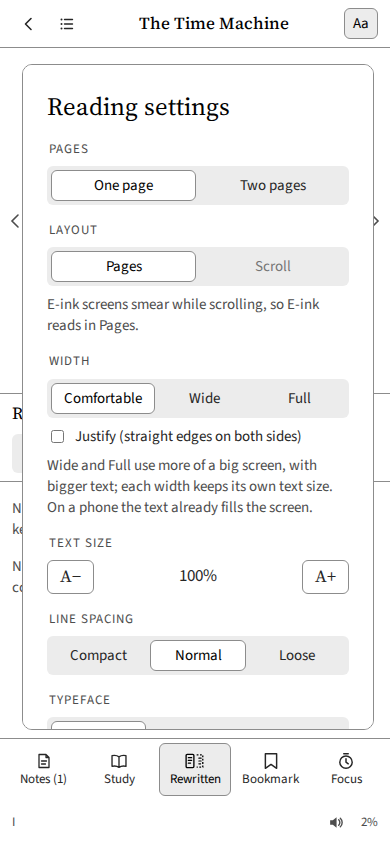 The Time Machine
Aa
Reading settings
PAGES
One page
Two pages
LAYOUT
Pages
Scroll
E-ink screens smear while scrolling, so E-ink
reads in Pages.
WIDTH
Comfortable
Wide
Full
Justify (straight edges on both sides)
Wide and Full use more of a big screen, with
bigger text; each width keeps its own text size.
On a phone the text already fills the screen.
TEXT SIZE
A−
100%
A+
LINE SPACING
Compact
Normal
Loose
TYPEFACE
Notes (1)
Study
Rewritten
Bookmark
Focus
I
2%